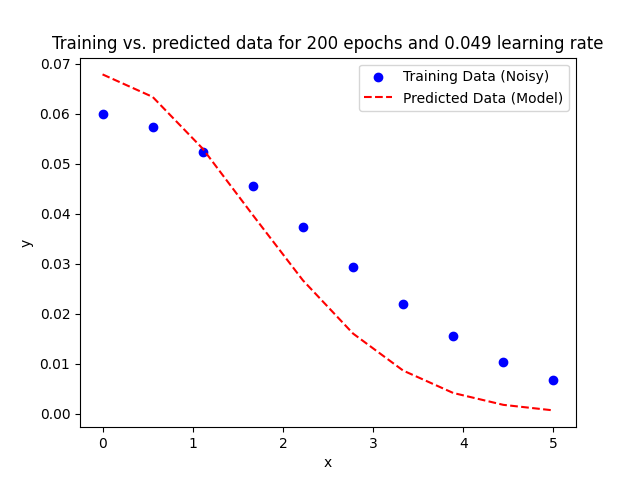 Training vs. predicted data for 200 epochs and 0.049 learning rate
Training Data (Noisy)
Predicted Data (Model)
0.07
0.06
0.05
0.04
0.03
0.02
0.01
0.00
y
0 1 2 3 4 5
x